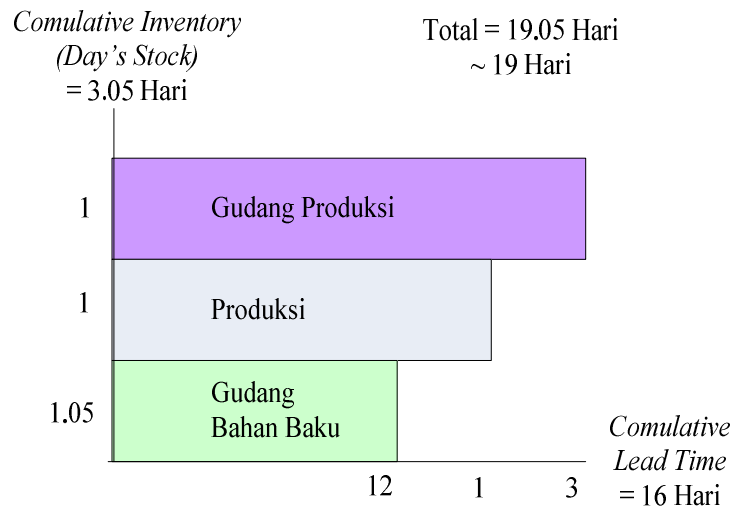 Comulative Inventory
(Day’s Stock)
= 3.05 Hari
Total = 19.05 Hari
~ 19 Hari
1
Gudang Produksi
1
Produksi
1.05
Gudang
Bahan Baku
12
1
3
Comulative
Lead Time
= 16 Hari